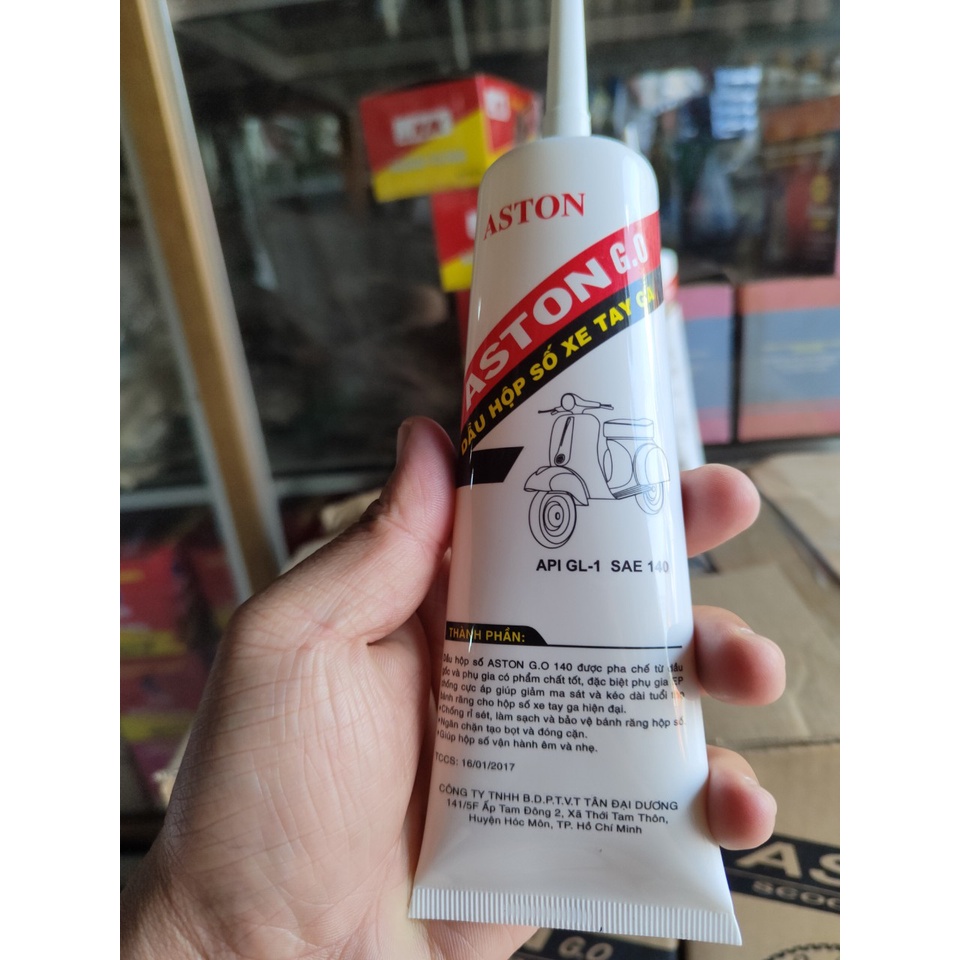 ASTON
ASTON G.O
DẦU HỘP SỐ XE TAY GA
API GL-1 SAE 140
THÀNH PHẦN:
Dầu hộp số ASTON G.O 140 được pha chế từ dầu
gốc và phụ gia có phẩm chất tốt, đặc biệt phụ gia EP
chống cực áp giúp giảm ma sát và kéo dài tuổi thọ
bánh răng cho hộp số xe tay ga hiện đại.
•Chống rỉ sét, làm sạch và bảo vệ bánh răng hộp số.
•Ngăn chặn tạo bọt và đóng cặn.
•Giúp hộp số vận hành êm và nhẹ.
TCCS: 16/01/2017
CÔNG TY TNHH B.D.P.T.V.T TÂN ĐẠI DƯƠNG
141/5F Ấp Tam Đông 2, Xã Thới Tam Thôn,
Huyện Hóc Môn, TP. Hồ Chí Minh
AS
SCOO
G.O